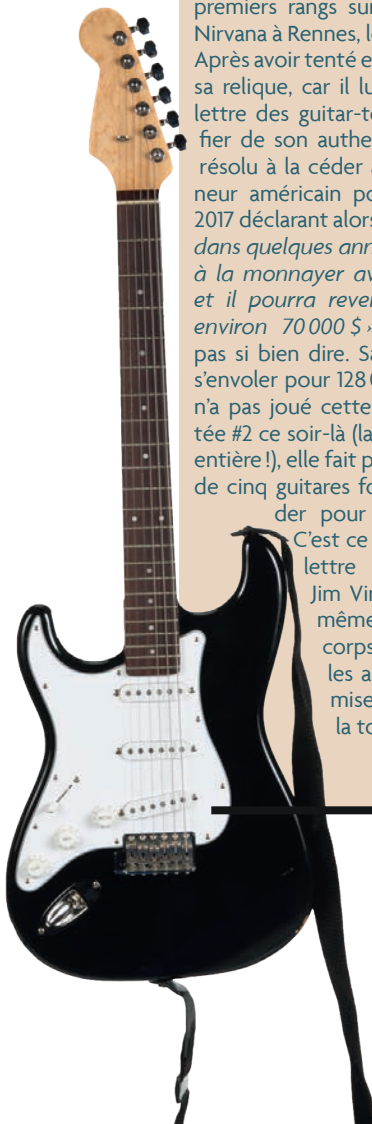 premiers rangs sur
Nirvana à Rennes, le
Après avoir tenté e
sa relique, car il lu
lettre des guitar-te
fier de son authe
résolu à la céder a
neur américain po
2017 déclarant alors
dans quelques ann
à la monnayer av
et il pourra reve
environ 70 000 $ »
pas si bien dire. Sa
s'envoler pour 128 0
n'a pas joué cette
tée #2 ce soir-là (la
entière !), elle fait p
de cinq guitares fo
der pour
C'est ce
lettre
Jim Vin
même
corps
les a
mise
la to